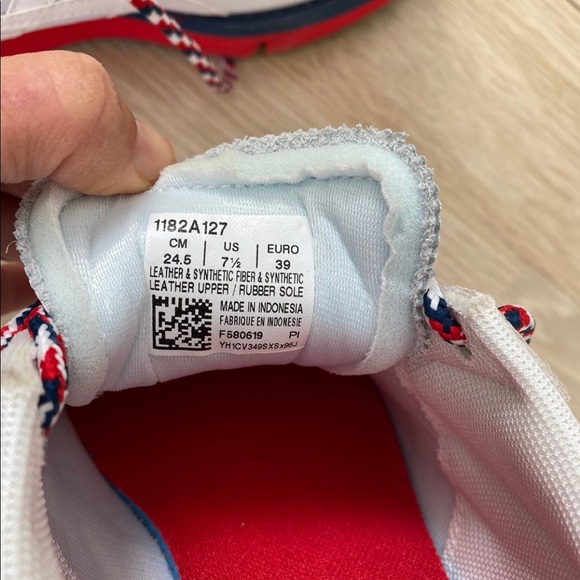 1182A127
CM | US | EURO
24.5 | 7½ | 39
LEATHER & SYNTHETIC FIBER & SYNTHETIC
LEATHER UPPER / RUBBER SOLE
MADE IN INDONESIA
FABRIQUE EN INDONESIE
F580619 PI
YH1CV349SXSx96J